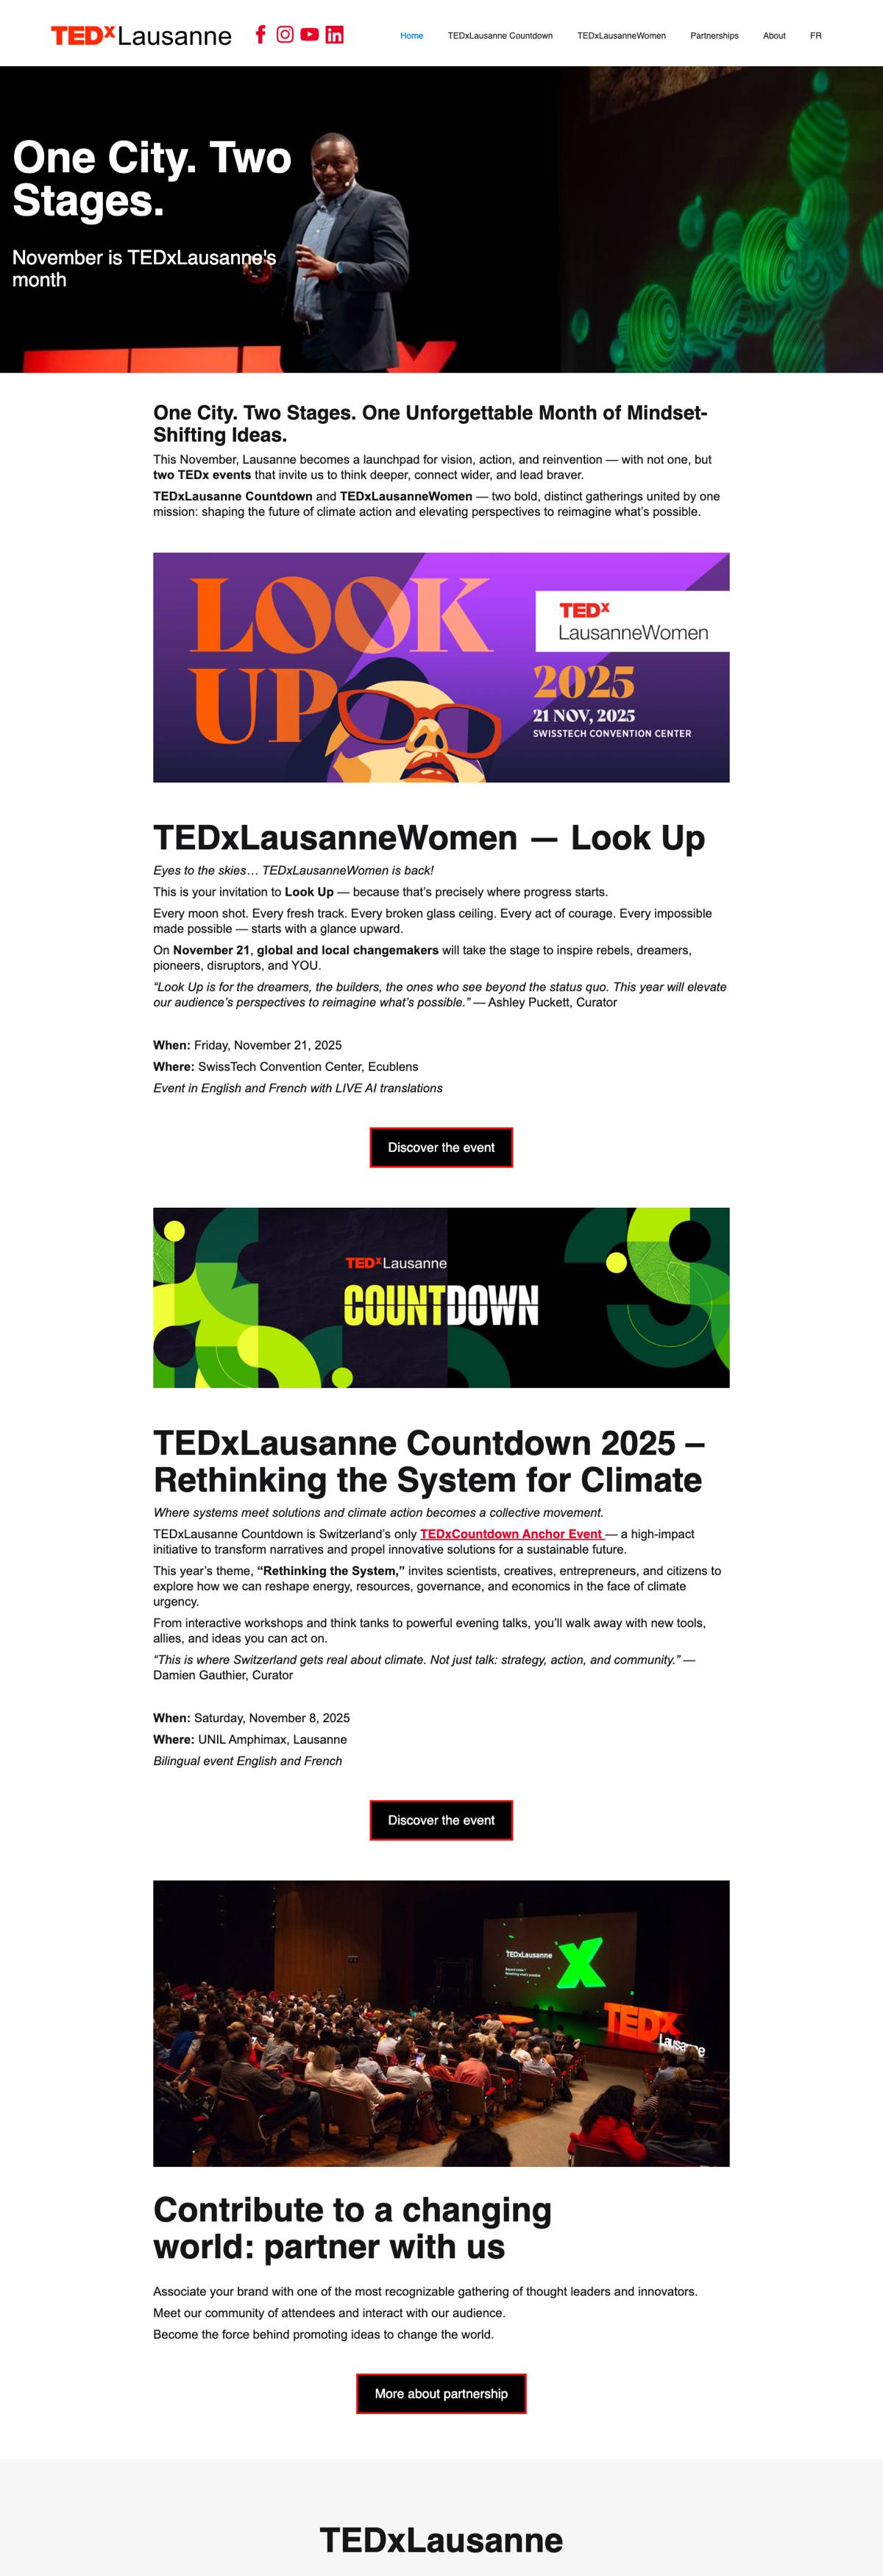 TEDxLausanne
Home
TEDxLausanne Countdown
TEDxLausanneWomen
Partnerships
About
FR
One City. Two
Stages.
November is TEDxLausanne's
month
One City. Two Stages. One Unforgettable Month of Mindset-
Shifting Ideas.
This November, Lausanne becomes a launchpad for vision, action, and reinvention — with not one, but
two TEDx events that invite us to think deeper, connect wider, and lead braver.
TEDxLausanne Countdown and TEDxLausanneWomen — two bold, distinct gatherings united by one
mission: shaping the future of climate action and elevating perspectives to reimagine what’s possible.
LOOK
UP
TEDx
LausanneWomen
2025
21 NOV, 2025
SWISSTECH CONVENTION CENTER
TEDxLausanneWomen — Look Up
Eyes to the skies… TEDxLausanneWomen is back!
This is your invitation to Look Up — because that’s precisely where progress starts.
Every moon shot. Every fresh track. Every broken glass ceiling. Every act of courage. Every impossible
made possible — starts with a glance upward.
On November 21, global and local changemakers will take the stage to inspire rebels, dreamers,
pioneers, disruptors, and YOU.
“Look Up is for the dreamers, the builders, the ones who see beyond the status quo. This year will elevate
our audience’s perspectives to reimagine what’s possible.” — Ashley Puckett, Curator
When: Friday, November 21, 2025
Where: SwissTech Convention Center, Ecublens
Event in English and French with LIVE AI translations
Discover the event
TEDxLausanne
COUNTDOWN
TEDxLausanne Countdown 2025 –
Rethinking the System for Climate
Where systems meet solutions and climate action becomes a collective movement.
TEDxLausanne Countdown is Switzerland’s only TEDxCountdown Anchor Event — a high-impact
initiative to transform narratives and propel innovative solutions for a sustainable future.
This year’s theme, “Rethinking the System,” invites scientists, creatives, entrepreneurs, and citizens to
explore how we can reshape energy, resources, governance, and economics in the face of climate
urgency.
From interactive workshops and think tanks to powerful evening talks, you’ll walk away with new tools,
allies, and ideas you can act on.
“This is where Switzerland gets real about climate. Not just talk: strategy, action, and community.” —
Damien Gauthier, Curator
When: Saturday, November 8, 2025
Where: UNIL Amphimax, Lausanne
Bilingual event English and French
Discover the event
TEDxLausanne
X
TEDx
Lausanne
Contribute to a changing
world: partner with us
Associate your brand with one of the most recognizable gathering of thought leaders and innovators.
Meet our community of attendees and interact with our audience.
Become the force behind promoting ideas to change the world.
More about partnership
TEDxLausanne